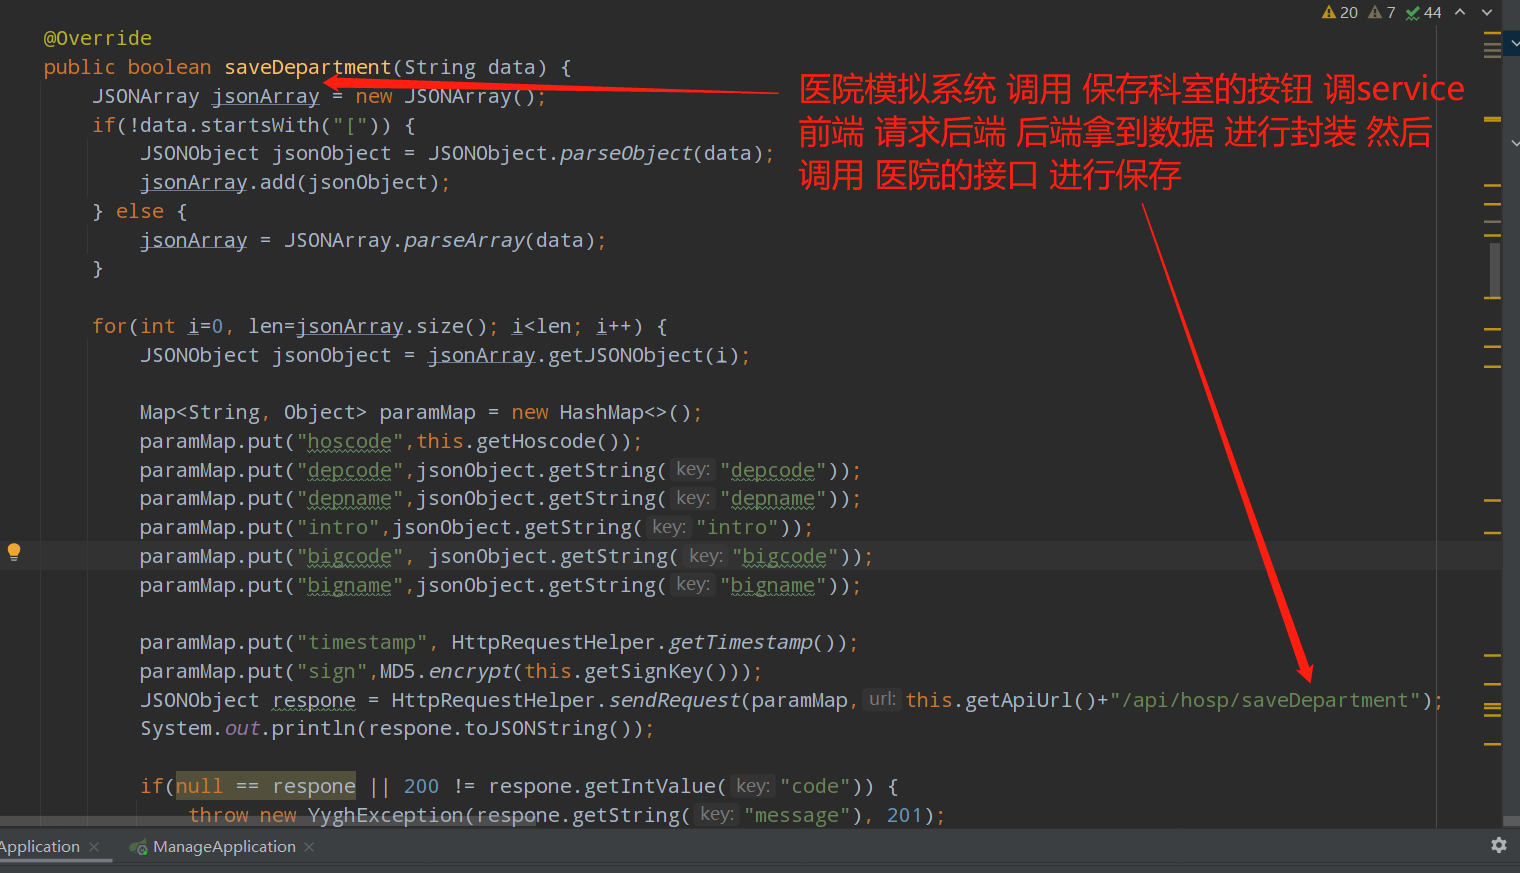 20 7 44
@Override
public boolean saveDepartment(String data) {
JSONArray jsonArray = new JSONArray();
if(!data.startsWith("[")) {
JSONObject jsonObject = JSONObject.parseObject(data);
jsonArray.add(jsonObject);
} else {
jsonArray = JSONArray.parseArray(data);
}
医院模拟系统 调用 保存科室的按钮 调service
前端 请求后端 后端拿到数据 进行封装 然后
调用 医院的接口 进行保存
for(int i=0, len=jsonArray.size(); i<len; i++) {
JSONObject jsonObject = jsonArray.getJSONObject(i);
Map<String, Object> paramMap = new HashMap<>();
paramMap.put("hoscode",this.getHoscode());
paramMap.put("depcode",jsonObject.getString( key: "depcode"));
paramMap.put("depname",jsonObject.getString( key: "depname"));
paramMap.put("intro",jsonObject.getString( key: "intro"));
paramMap.put("bigcode", jsonObject.getString( key: "bigcode"));
paramMap.put("bigname",jsonObject.getString( key: "bigname"));
paramMap.put("timestamp", HttpRequestHelper.getTimestamp());
paramMap.put("sign",MD5.encrypt(this.getSignKey()));
JSONObject respone = HttpRequestHelper.sendRequest(paramMap, url: this.getApiUrl()+"/api/hosp/saveDepartment");
System.out.println(respone.toJSONString());
if(null == respone || 200 != respone.getIntValue( key: "code")) {
throw new YyghException(respone.getString( key: "message"), 201);
Application ManageApplication